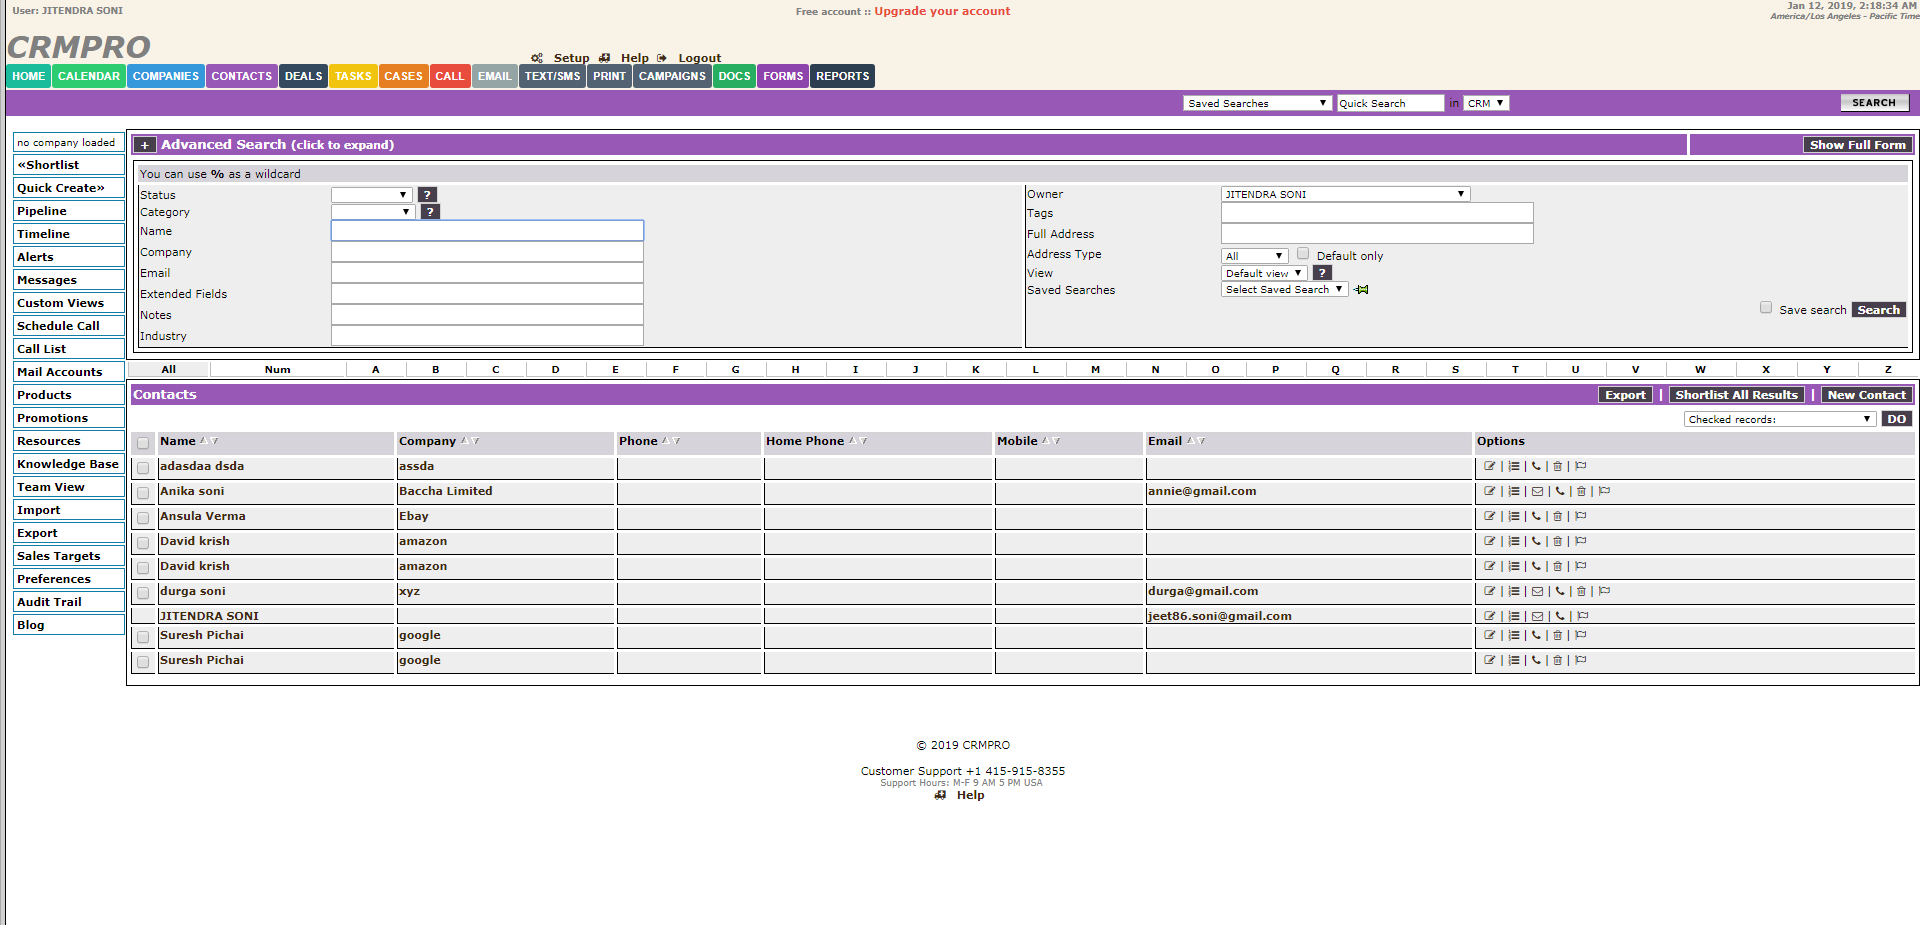 User: JITENDRA SONI
Free account :: Upgrade your account
Jan 12, 2019, 2:18:34 AM
America/Los Angeles - Pacific Time
CRMPRO
Setup Help Logout
HOME CALENDAR COMPANIES CONTACTS DEALS TASKS CASES CALL EMAIL TEXT/SMS PRINT CAMPAIGNS DOCS FORMS REPORTS
Saved Searches Quick Search in CRM SEARCH
no company loaded
«Shortlist
Quick Create»
Pipeline
Timeline
Alerts
Messages
Custom Views
Schedule Call
Call List
Mail Accounts
Products
Promotions
Resources
Knowledge Base
Team View
Import
Export
Sales Targets
Preferences
Audit Trail
Blog
+ Advanced Search (click to expand) Show Full Form
You can use % as a wildcard
Status ?
Category ?
Name
Company
Email
Extended Fields
Notes
Industry
Owner JITENDRA SONI
Tags
Full Address
Address Type All Default only
View Default view ?
Saved Searches Select Saved Search
Save search Search
All Num A B C D E F G H I J K L M N O P Q R S T U V W X Y Z
Contacts Export | Shortlist All Results | New Contact
Checked records: DO
Name Company Phone Home Phone Mobile Email Options
adasdaa dsda assda
Anika soni Baccha Limited annie@gmail.com
Ansula Verma Ebay
David krish amazon
David krish amazon
durga soni xyz durga@gmail.com
JITENDRA SONI jeet86.soni@gmail.com
Suresh Pichai google
Suresh Pichai google
© 2019 CRMPRO
Customer Support +1 415-915-8355
Support Hours: M-F 9 AM 5 PM USA
Help